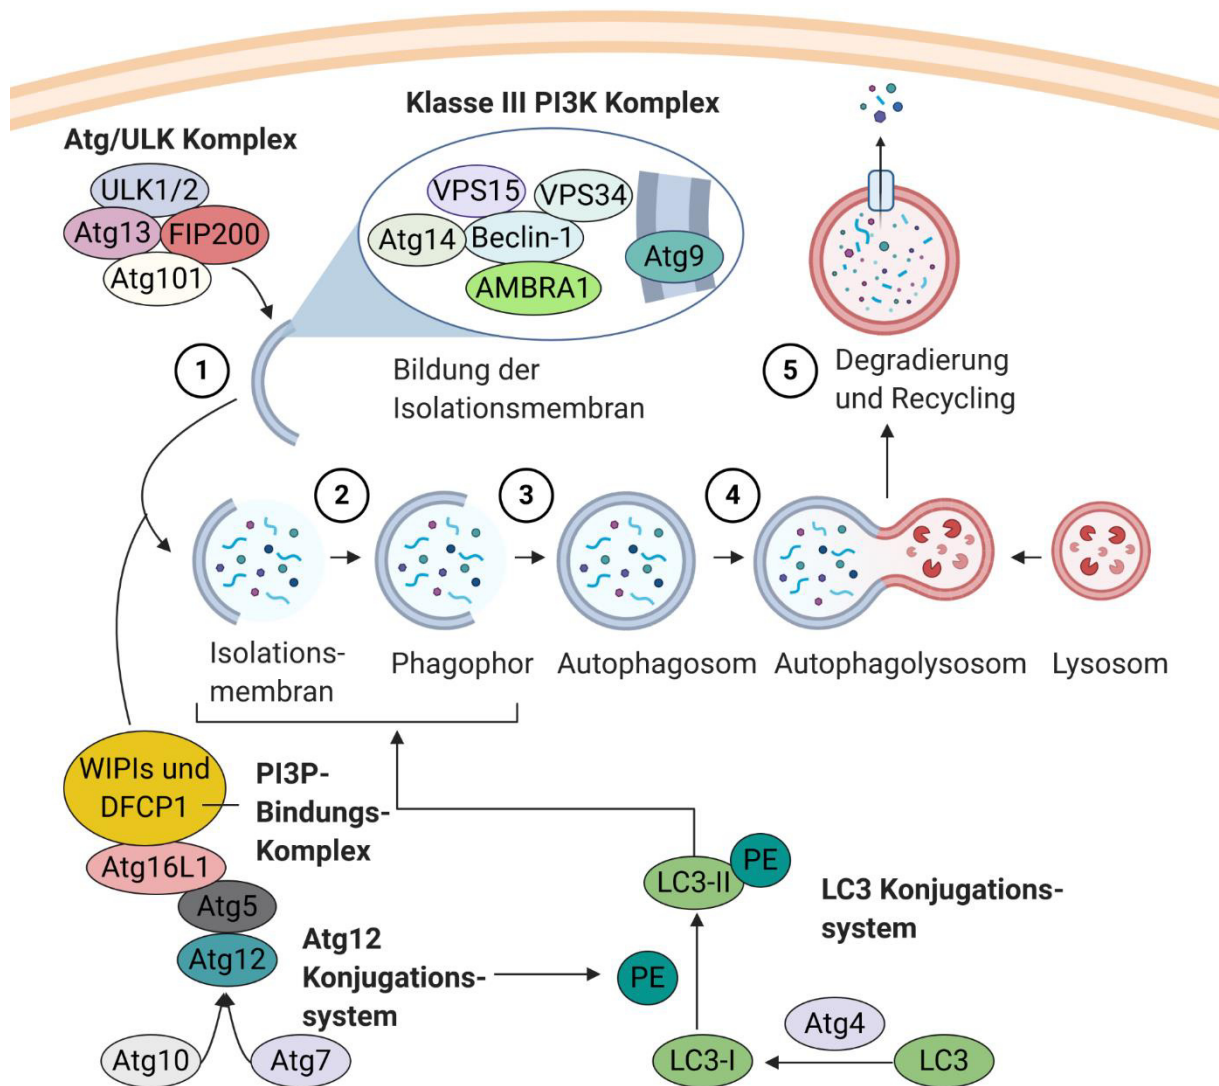 Klasse III PI3K Komplex
Atg/ULK Komplex
ULK1/2
Atg13
FIP200
Atg101
VPS15
VPS34
Atg14
Beclin-1
Atg9
AMBRA1
1
Bildung der
Isolationsmembran
5
Degradierung
und Recycling
2
3
4
Isolations-
membran
Phagophor
Autophagosom
Autophagolysosom
Lysosom
WIPIs und
DFCP1
PI3P-
Bindungs-
Komplex
Atg16L1
Atg5
Atg12
Atg12
Konjugations-
system
Atg10
Atg7
PE
LC3-II
PE
LC3 Konjugations-
system
LC3-I
Atg4
LC3